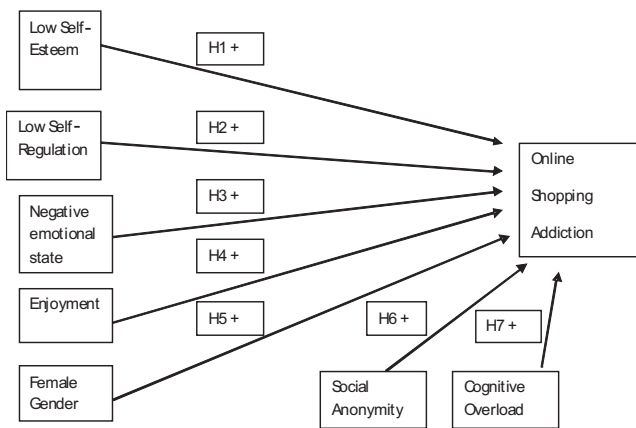 Low Self-
Esteem
H1 +
Low Self-
Regulation
H2 +
Online
Shopping
Addiction
Negative
emotional
state
H3 +
H4 +
Enjoyment
H5 +
H6 +
H7 +
Female
Gender
Social
Anonymity
Cognitive
Overload